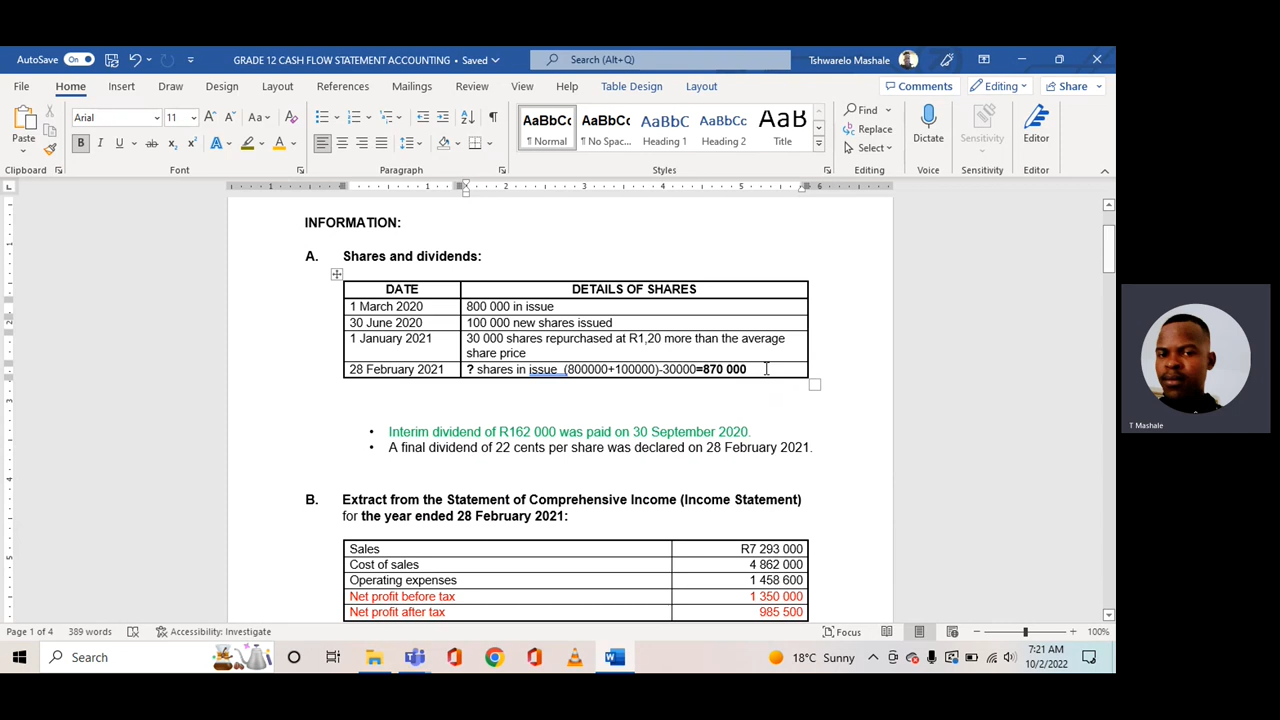 AutoSave On GRADE 12 CASH FLOW STATEMENT ACCOUNTING - Saved Search (Alt+Q) Tshwarelo Mashale
File Home Insert Draw Design Layout References Mailings Review View Help Table Design Layout Comments Editing Share
Arial 11 Aa AaBbCc AaBbCc AaBbCc AaBbCc AaB Find
Paste Normal No Spac... Heading 1 Heading 2 Title Replace Dictate Sensitivity Editor
Select
Clipboard Font Paragraph Styles Editing Voice Sensitivity Editor
INFORMATION:
A. Shares and dividends:
DATE DETAILS OF SHARES
1 March 2020 800 000 in issue
30 June 2020 100 000 new shares issued
1 January 2021 30 000 shares repurchased at R1,20 more than the average
share price
28 February 2021 ? shares in issue (800000+100000)-30000=870 000
• Interim dividend of R162 000 was paid on 30 September 2020.
• A final dividend of 22 cents per share was declared on 28 February 2021.
B. Extract from the Statement of Comprehensive Income (Income Statement)
for the year ended 28 February 2021:
Sales R7 293 000
Cost of sales 4 862 000
Operating expenses 1 458 600
Net profit before tax 1 350 000
Net profit after tax 985 500
T Mashale
Page 1 of 4 389 words Accessibility: Investigate Focus 100%
Search 18°C Sunny 7:21 AM
10/2/2022